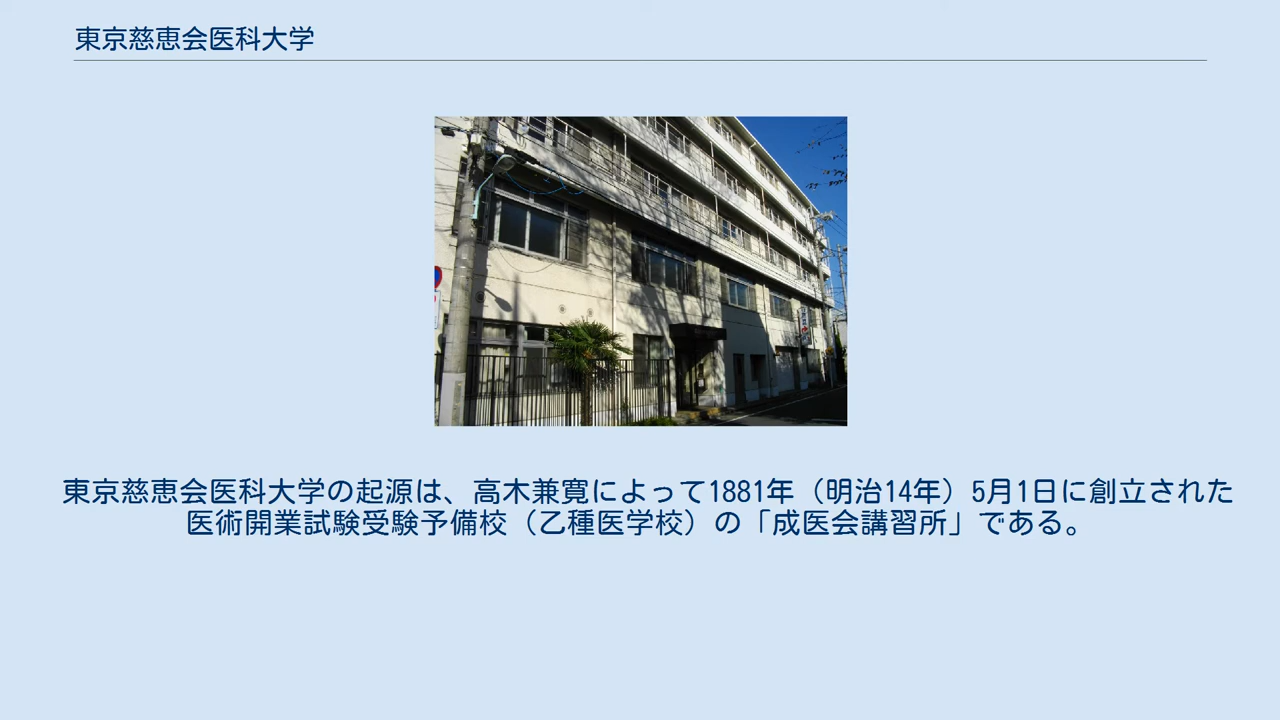 東京慈恵会医科大学
東京慈恵会医科大学の起源は、高木兼寛によって1881年（明治14年）5月1日に創立された
医術開業試験受験予備校（乙種医学校）の「成医会講習所」である。